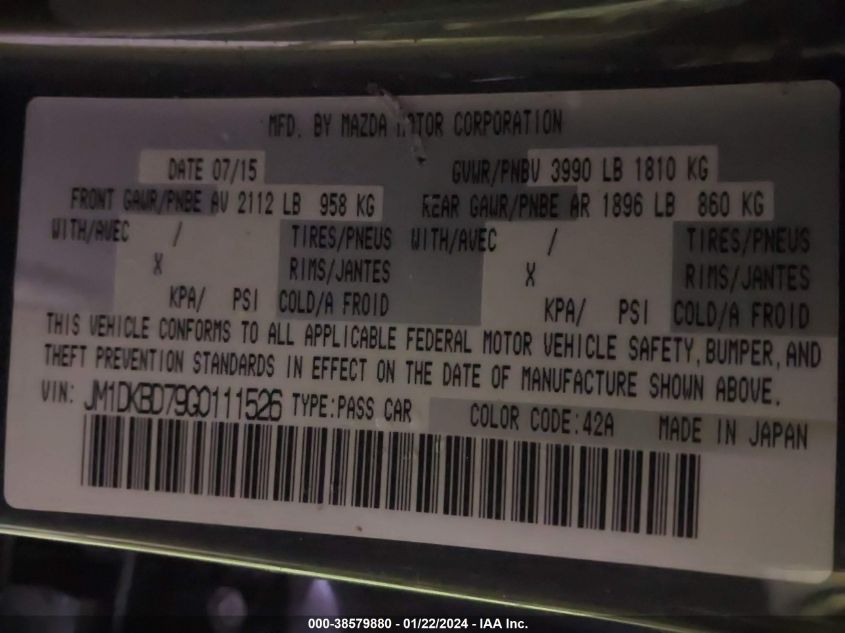 MFD. BY MAZDA MOTOR CORPORATION
DATE 07/15 GVWR/PNBV 3990 LB 1810 KG
FRONT GAWR/PNBE AV 2112 LB 958 KG REAR GAWR/PNBE AR 1896 LB 860 KG
WITH/AVEC / TIRES/PNEUS WITH/AVEC / TIRES/PNEUS
X RIMS/JANTES X RIMS/JANTES
KPA/ PSI COLD/A FROID KPA/ PSI COLD/A FROID
THIS VEHICLE CONFORMS TO ALL APPLICABLE FEDERAL MOTOR VEHICLE SAFETY, BUMPER, AND
THEFT PREVENTION STANDARDS IN EFFECT ON THE DATE OF MANUFACTURE SHOWN ABOVE.
VIN: JM1DKBD79G0111526 TYPE:PASS CAR COLOR CODE:42A MADE IN JAPAN
000-38579880 - 01/22/2024 - IAA Inc.